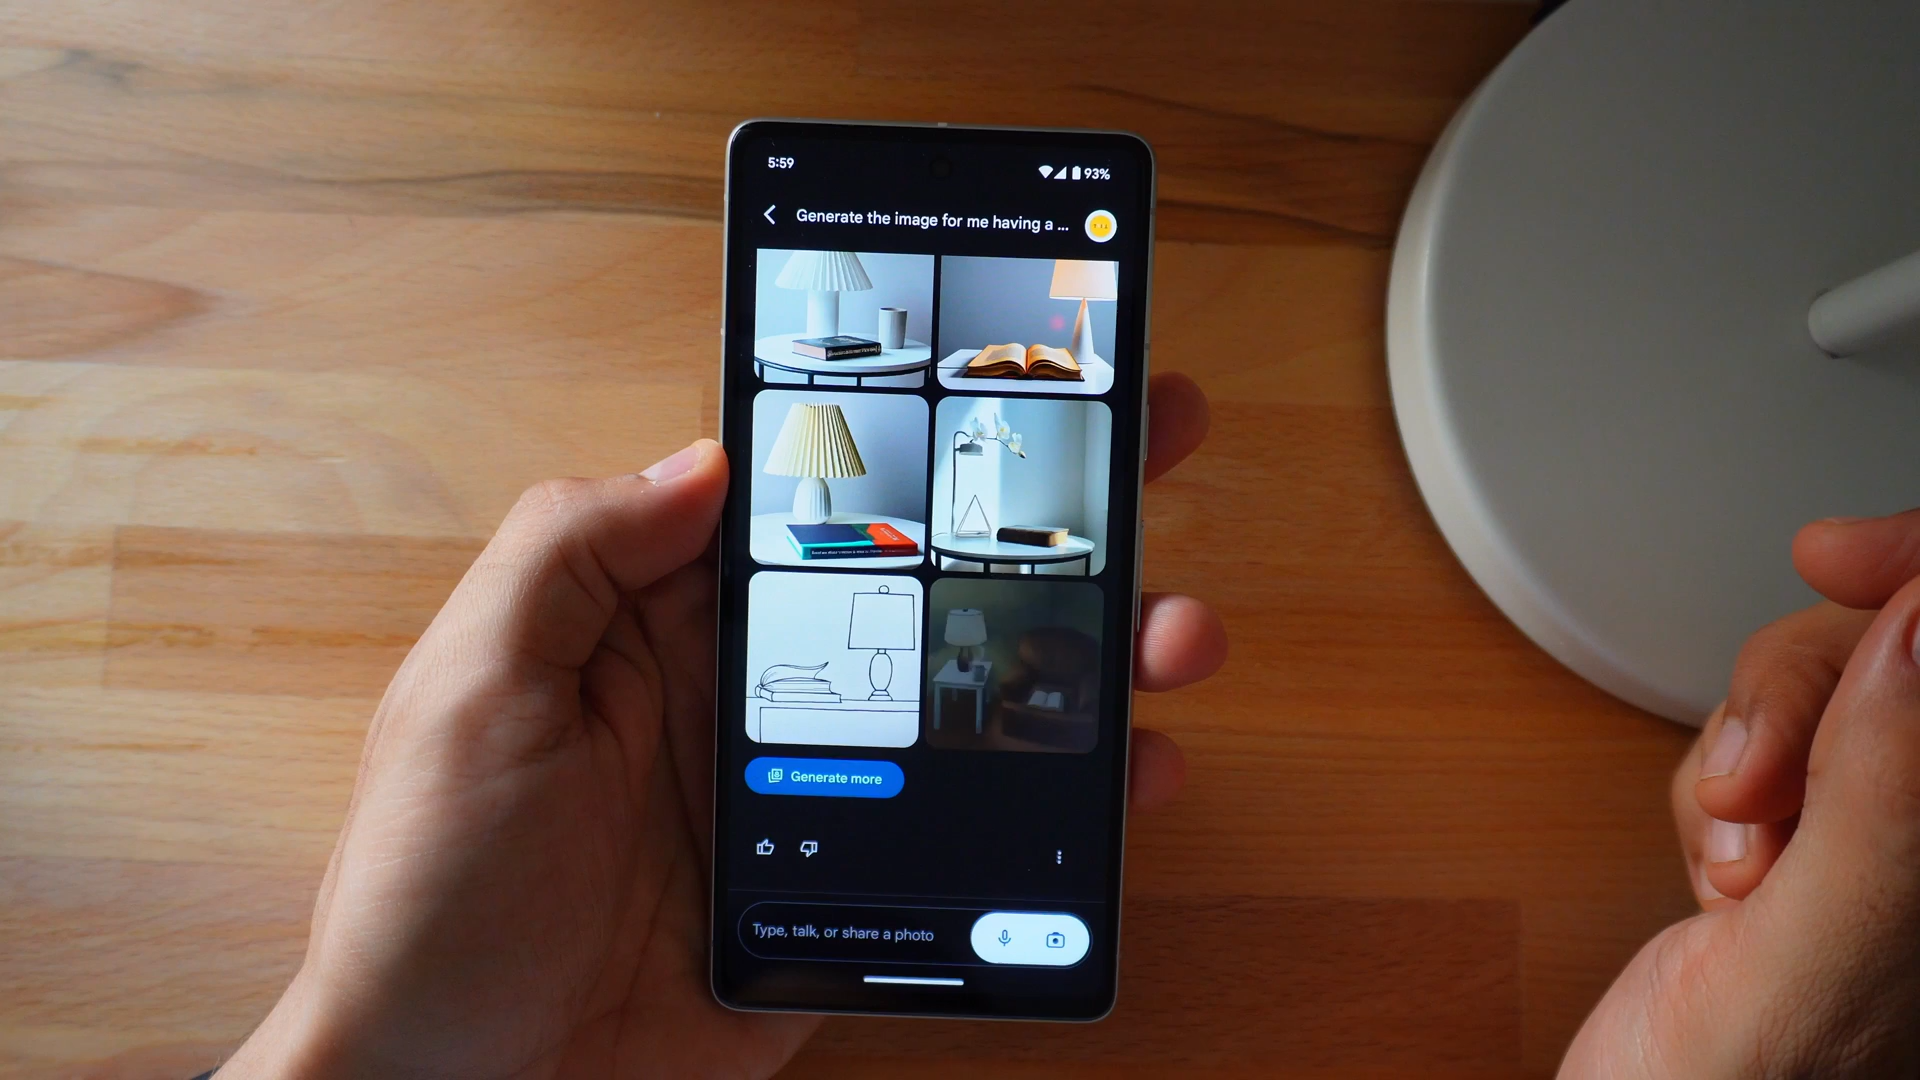 5:59
93%
Generate the image for me having a ...
Generate more
Type, talk, or share a photo